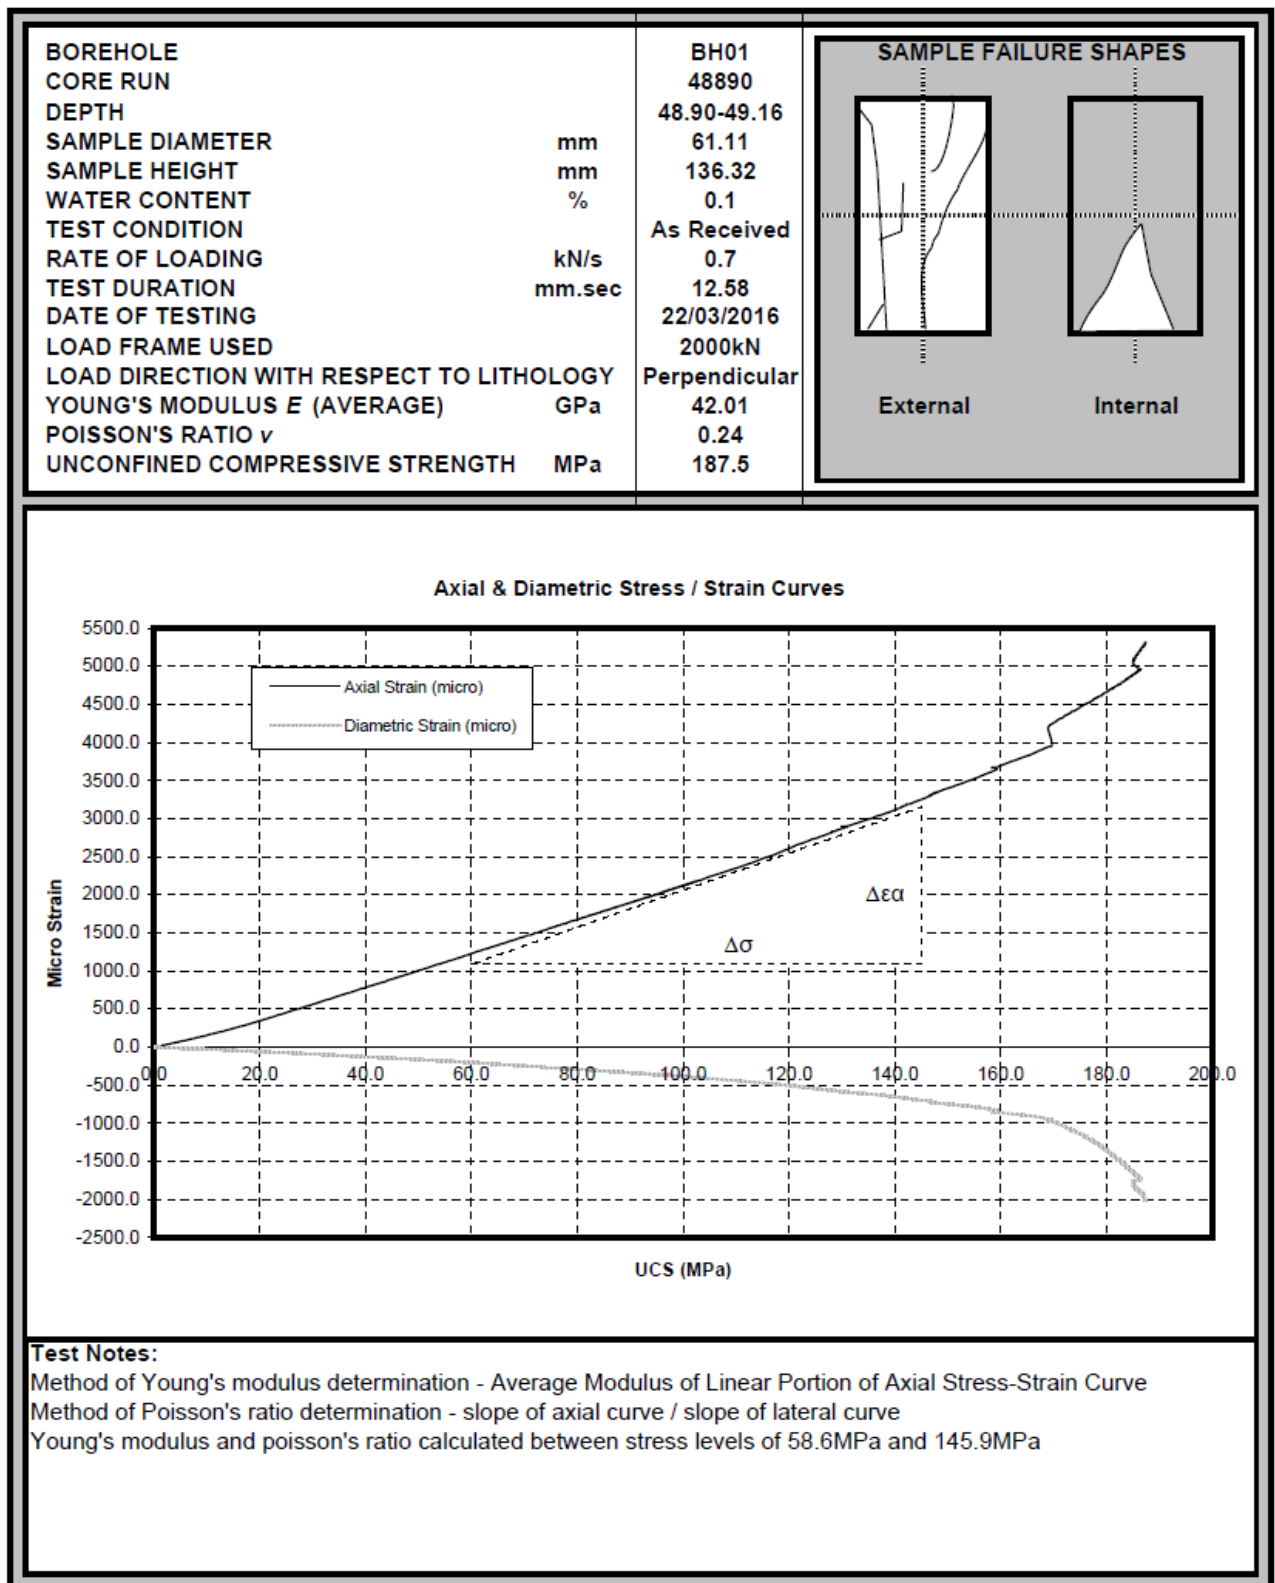 BOREHOLE BH01
CORE RUN 48890
DEPTH 48.90-49.16
SAMPLE DIAMETER mm 61.11
SAMPLE HEIGHT mm 136.32
WATER CONTENT % 0.1
TEST CONDITION As Received
RATE OF LOADING kN/s 0.7
TEST DURATION mm.sec 12.58
DATE OF TESTING 22/03/2016
LOAD FRAME USED 2000kN
LOAD DIRECTION WITH RESPECT TO LITHOLOGY Perpendicular
YOUNG'S MODULUS E (AVERAGE) GPa 42.01
POISSON'S RATIO v 0.24
UNCONFINED COMPRESSIVE STRENGTH MPa 187.5
SAMPLE FAILURE SHAPES
External Internal
Axial & Diametric Stress / Strain Curves
5500.0
5000.0
4500.0
4000.0
3500.0
3000.0
2500.0
2000.0
1500.0
1000.0
500.0
0.0
-500.0
-1000.0
-1500.0
-2000.0
-2500.0
Micro Strain
Axial Strain (micro)
Diametric Strain (micro)
Δεα
Δσ
0.0 20.0 40.0 60.0 80.0 100.0 120.0 140.0 160.0 180.0 200.0
UCS (MPa)
Test Notes:
Method of Young's modulus determination - Average Modulus of Linear Portion of Axial Stress-Strain Curve
Method of Poisson's ratio determination - slope of axial curve / slope of lateral curve
Young's modulus and poisson's ratio calculated between stress levels of 58.6MPa and 145.9MPa